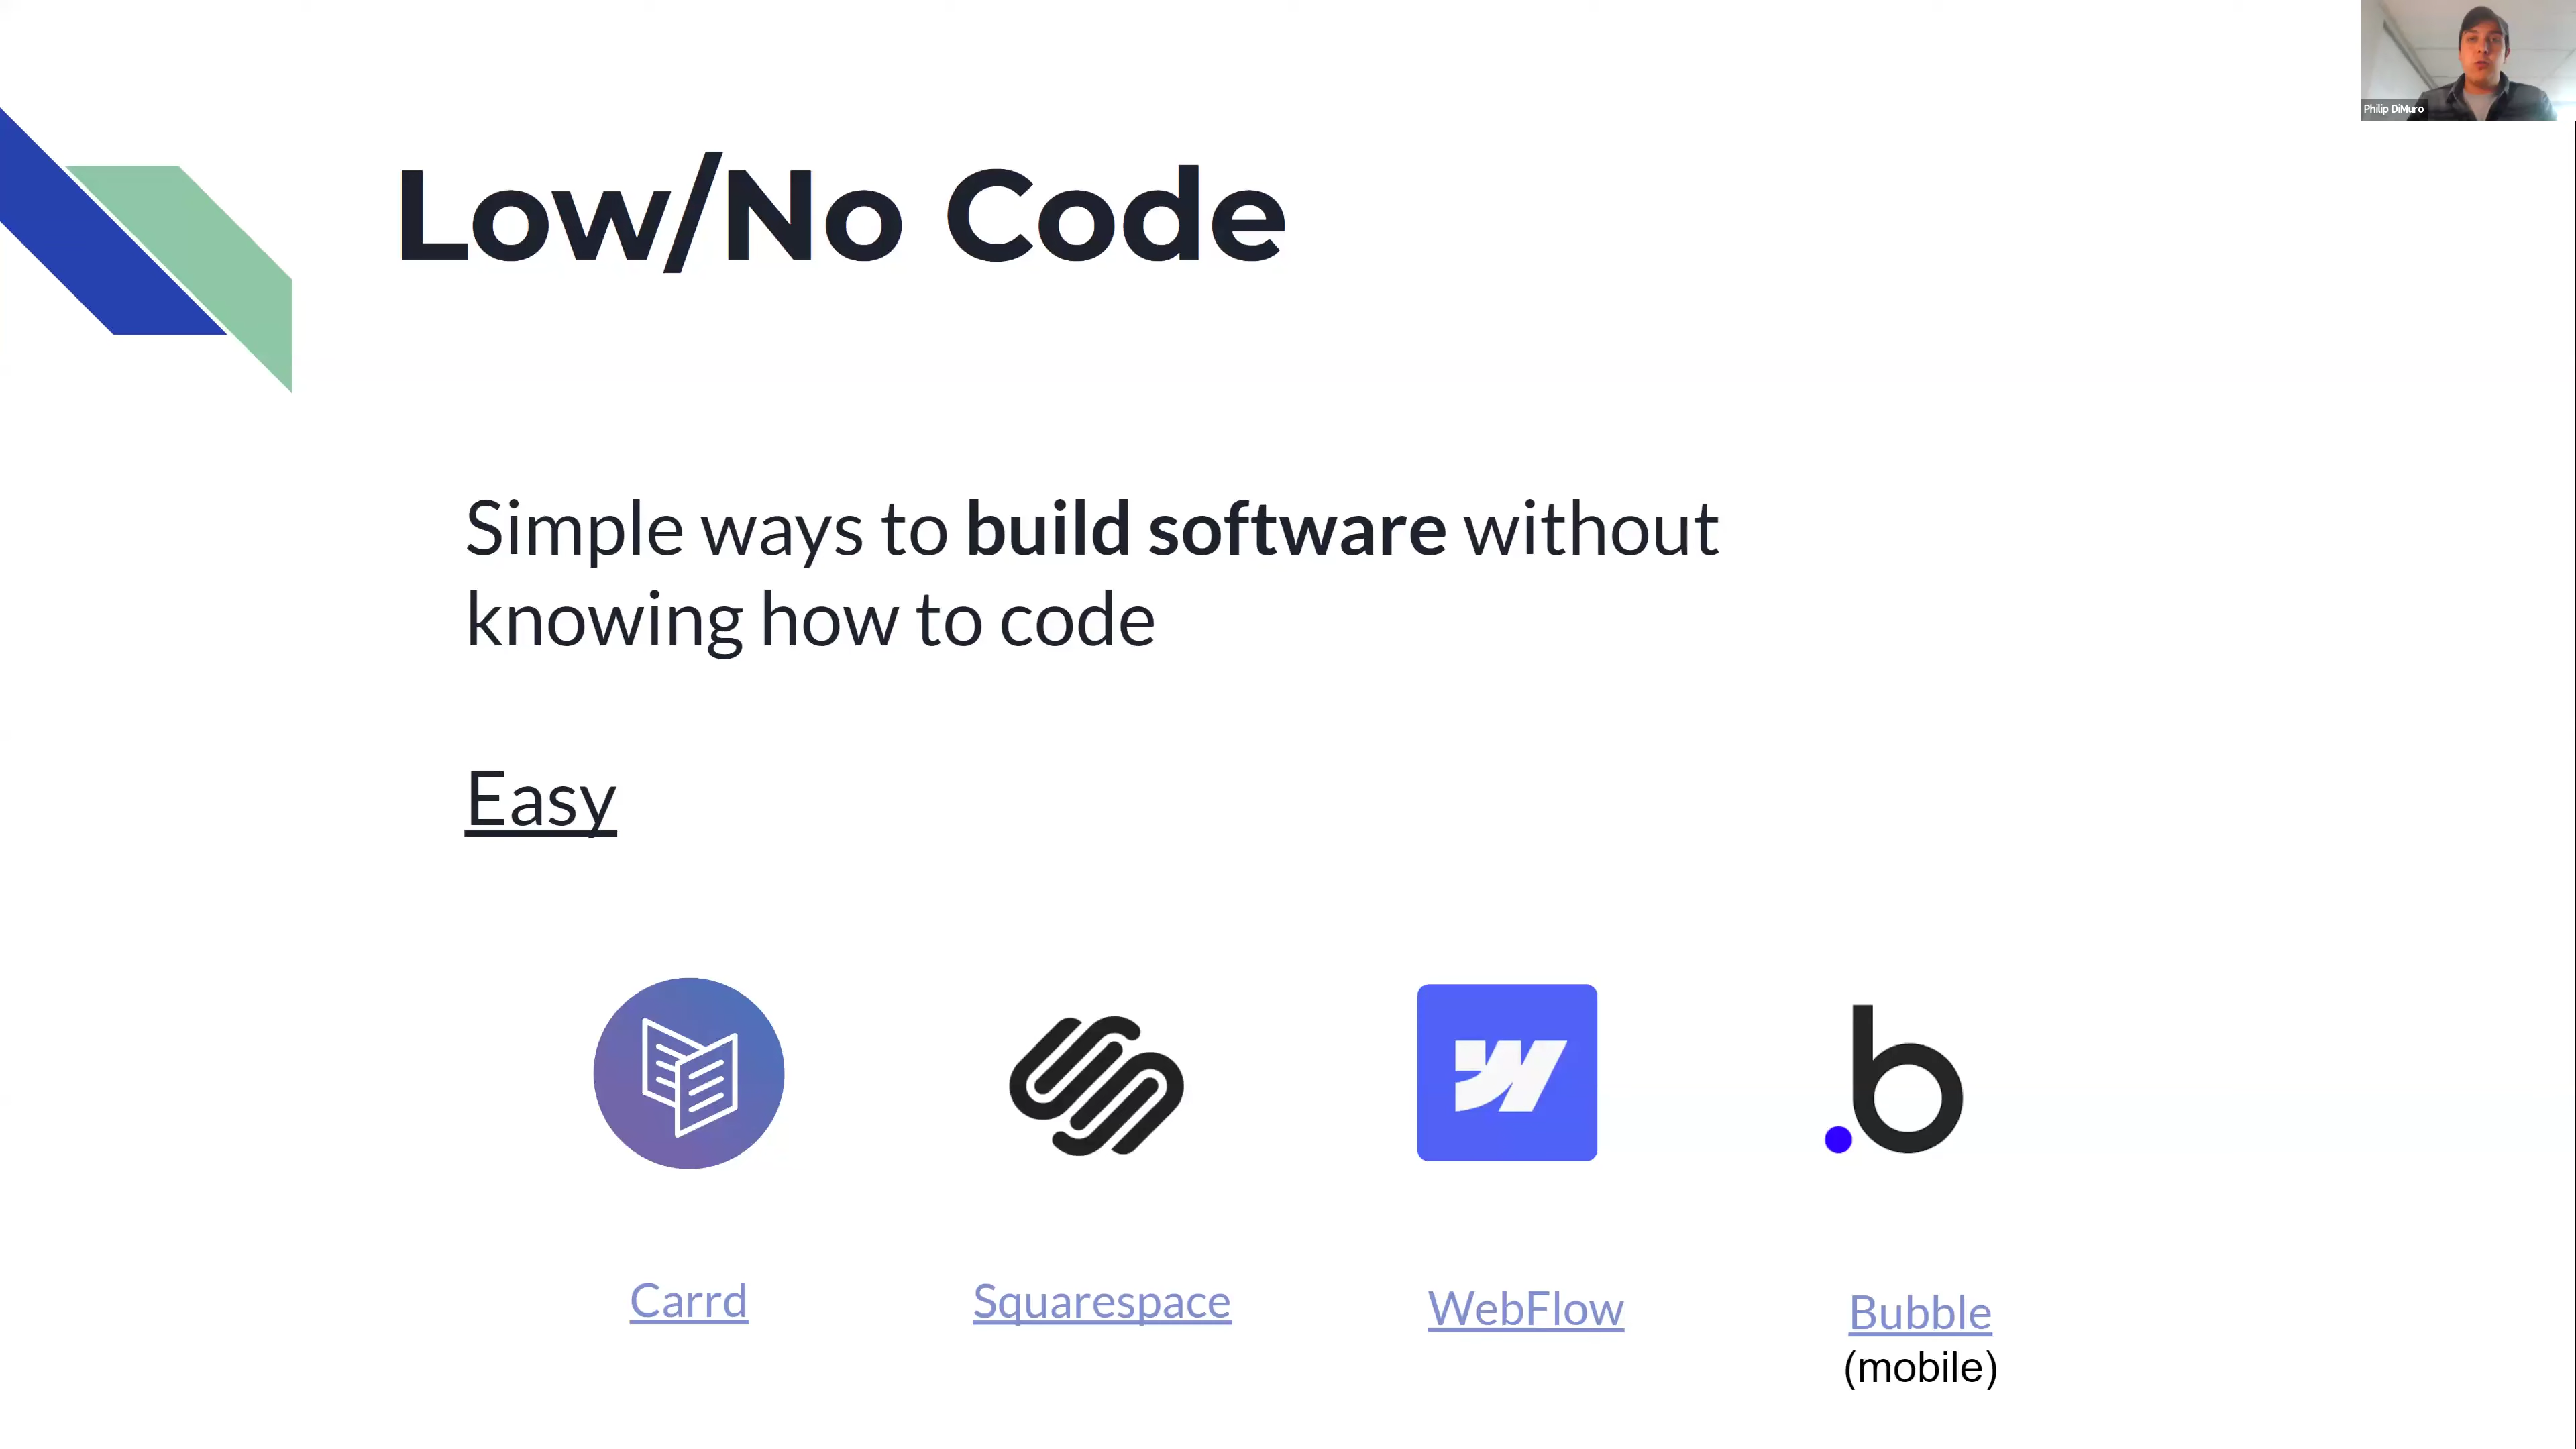 Philip DiMuro
Low/No Code
Simple ways to build software without
knowing how to code
Easy
Carrd
Squarespace
WebFlow
Bubble
(mobile)